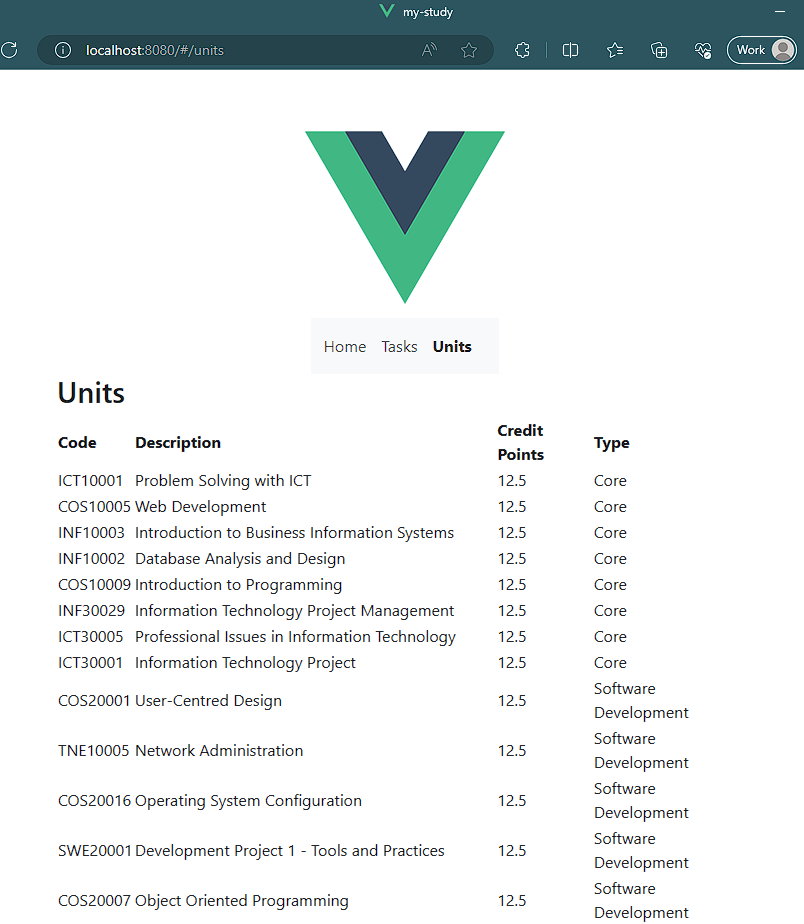 my-study
localhost:8080/#/units
Work
Home Tasks Units
Units
Code Description Credit Points Type
ICT10001 Problem Solving with ICT 12.5 Core
COS10005 Web Development 12.5 Core
INF10003 Introduction to Business Information Systems 12.5 Core
INF10002 Database Analysis and Design 12.5 Core
COS10009 Introduction to Programming 12.5 Core
INF30029 Information Technology Project Management 12.5 Core
ICT30005 Professional Issues in Information Technology 12.5 Core
ICT30001 Information Technology Project 12.5 Core
COS20001 User-Centred Design 12.5 Software Development
TNE10005 Network Administration 12.5 Software Development
COS20016 Operating System Configuration 12.5 Software Development
SWE20001 Development Project 1 - Tools and Practices 12.5 Software Development
COS20007 Object Oriented Programming 12.5 Software Development